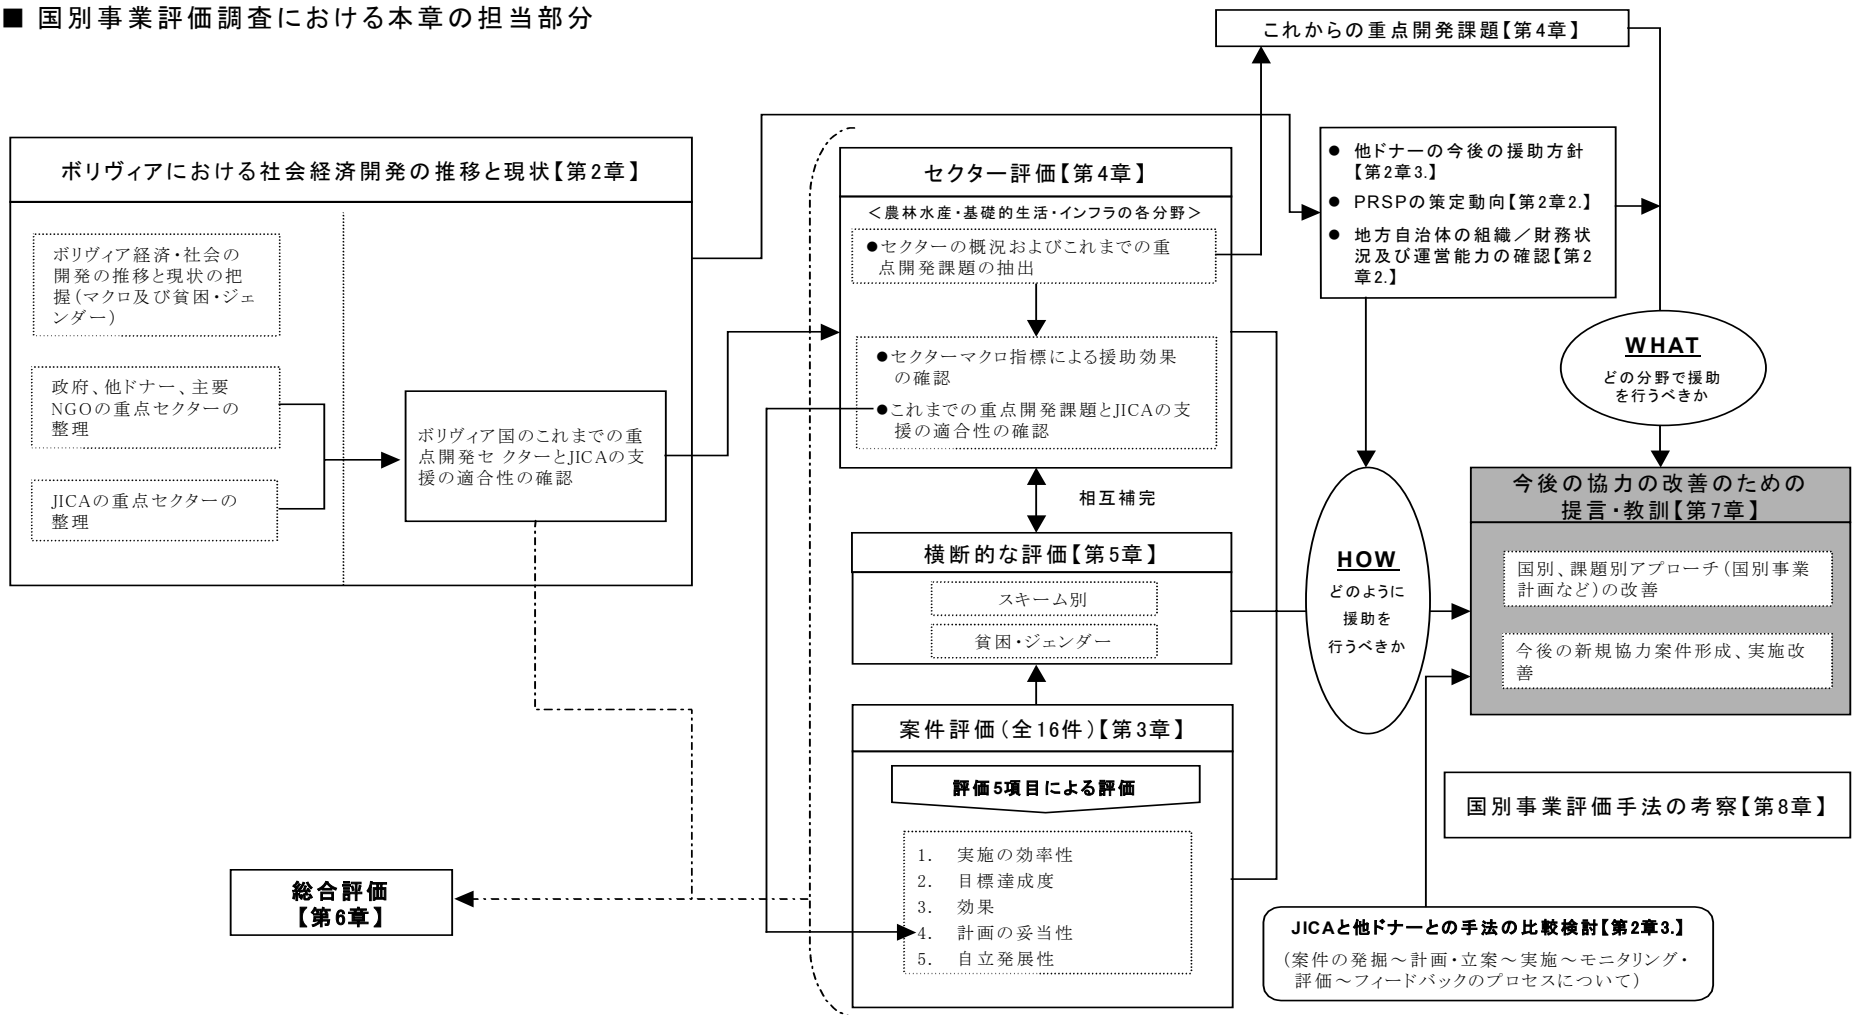 ■ 国別事業評価調査における本章の担当部分
これからの重点開発課題【第4章】
ボリヴィアにおける社会経済開発の推移と現状【第2章】
ボリヴィア経済・社会の
開発の推移と現状の把
握(マクロ及び貧困・ジェ
ンダー)
政府、他ドナー、主要
NGOの重点セクターの
整理
JICAの重点セクターの
整理
ボリヴィア国のこれまでの重
点開発セ クターとJICAの支
援の適合性の確認
セクター評価【第4章】
＜農林水産・基礎的生活・インフラの各分野＞
●セクターの概況およびこれまでの重
点開発課題の抽出
●セクターマクロ指標による援助効果
の確認
●これまでの重点開発課題とJICAの支
援の適合性の確認
相互補完
横断的な評価【第5章】
スキーム別
貧困・ジェンダー
案件評価(全16件)【第3章】
評価5項目による評価
1. 実施の効率性
2. 目標達成度
3. 効果
4. 計画の妥当性
5. 自立発展性
総合評価
【第6章】
● 他ドナーの今後の援助方針
【第2章3.】
● PRSPの策定動向【第2章2.】
● 地方自治体の組織／財務状
況及び運営能力の確認【第2
章2.】
WHAT
どの分野で援助
を行うべきか
HOW
どのように
援助を
行うべきか
今後の協力の改善のための
提言・教訓【第7章】
国別、課題別アプローチ(国別事業
計画など)の改善
今後の新規協力案件形成、実施改
善
国別事業評価手法の考察【第8章】
JICAと他ドナーとの手法の比較検討【第2章3.】
(案件の発掘～計画・立案～実施～モニタリング・
評価～フィードバックのプロセスについて)